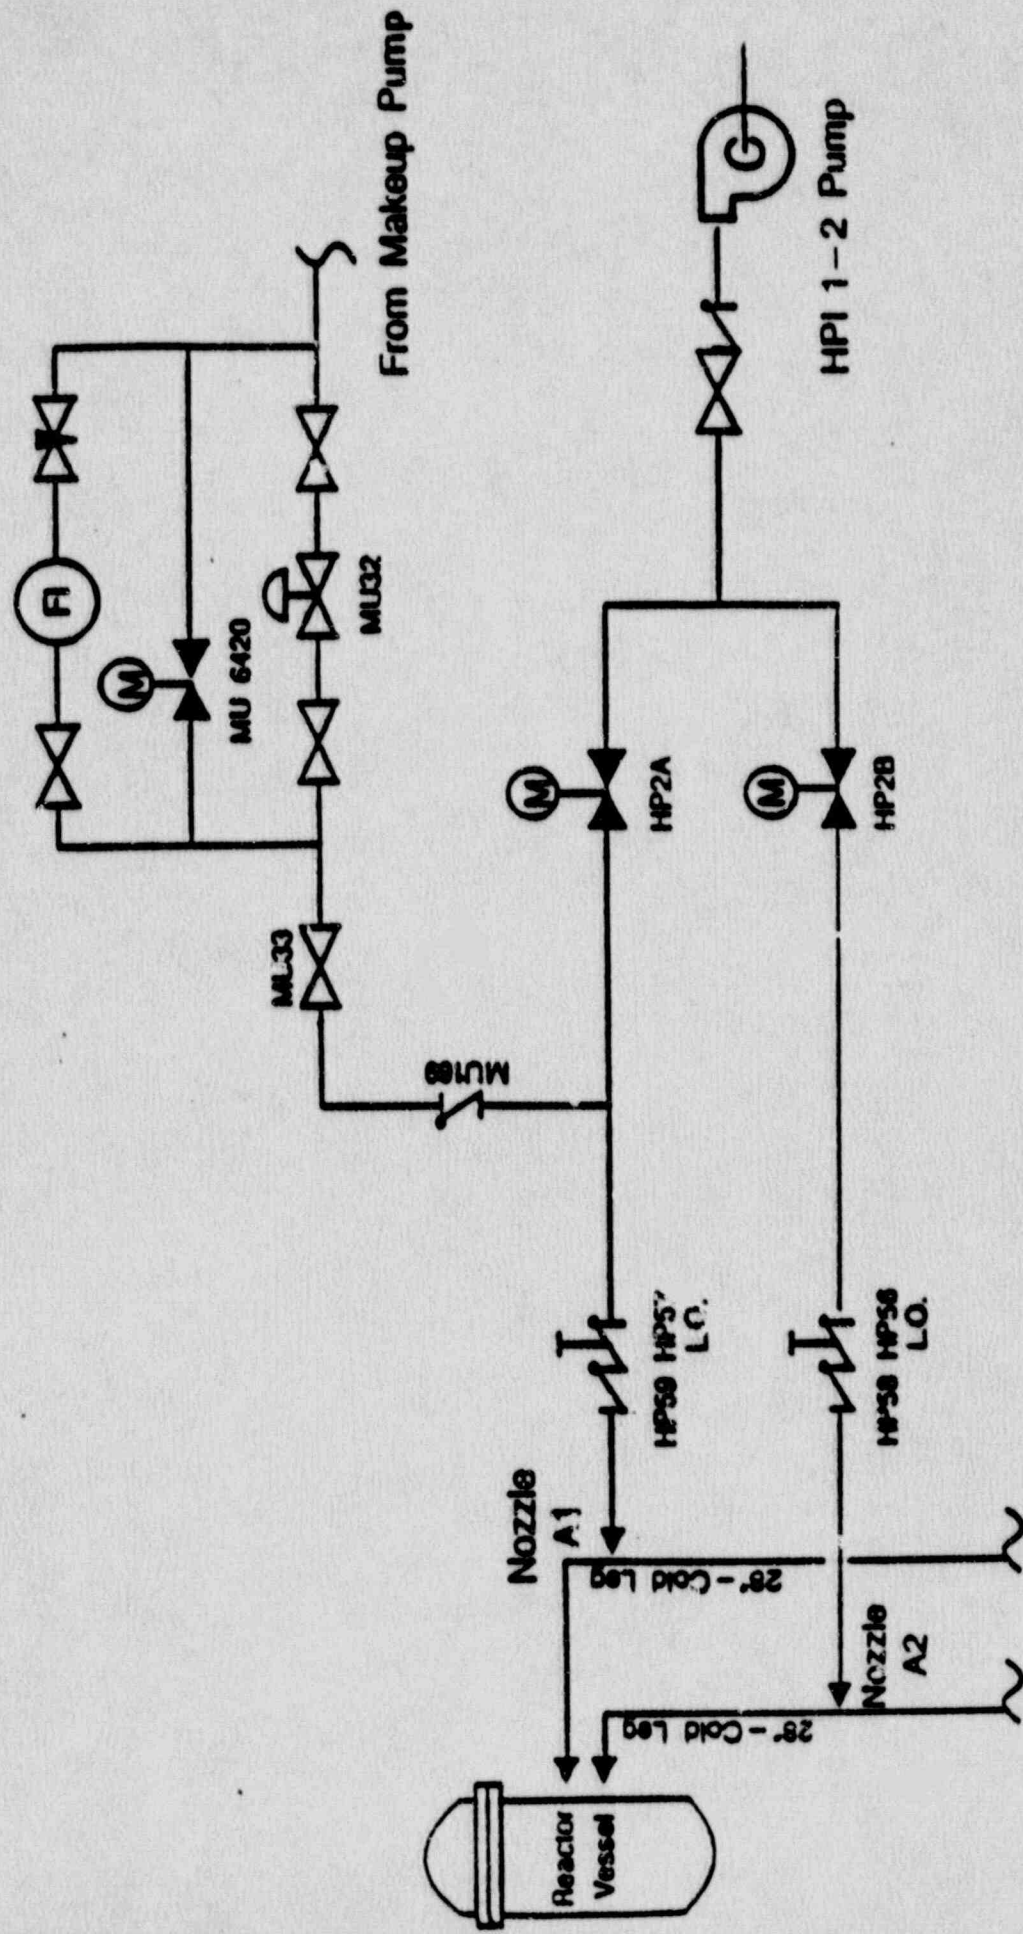 From Makeup Pump
FI
M
MU 6420
MU32
MU33
MU169
HPI 1-2 Pump
M
HP2A
M
HP2B
HP59 HP57
L.O.
HP58 HP56
L.O.
Nozzle
A1
28"-Cold Leg
Nozzle
A2
28"-Cold Leg
Reactor
Vessel